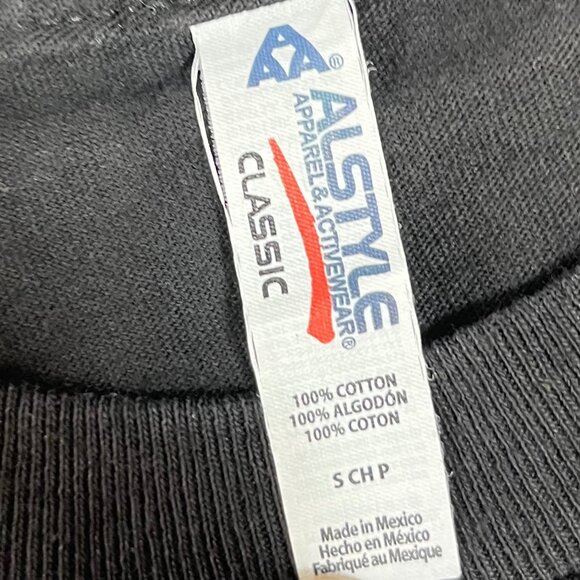 AAA®
ALSTYLE
APPAREL & ACTIVEWEAR®
CLASSIC
100% COTTON
100% ALGODÓN
100% COTON
S CH P
Made in Mexico
Hecho en México
Fabriqué au Mexique